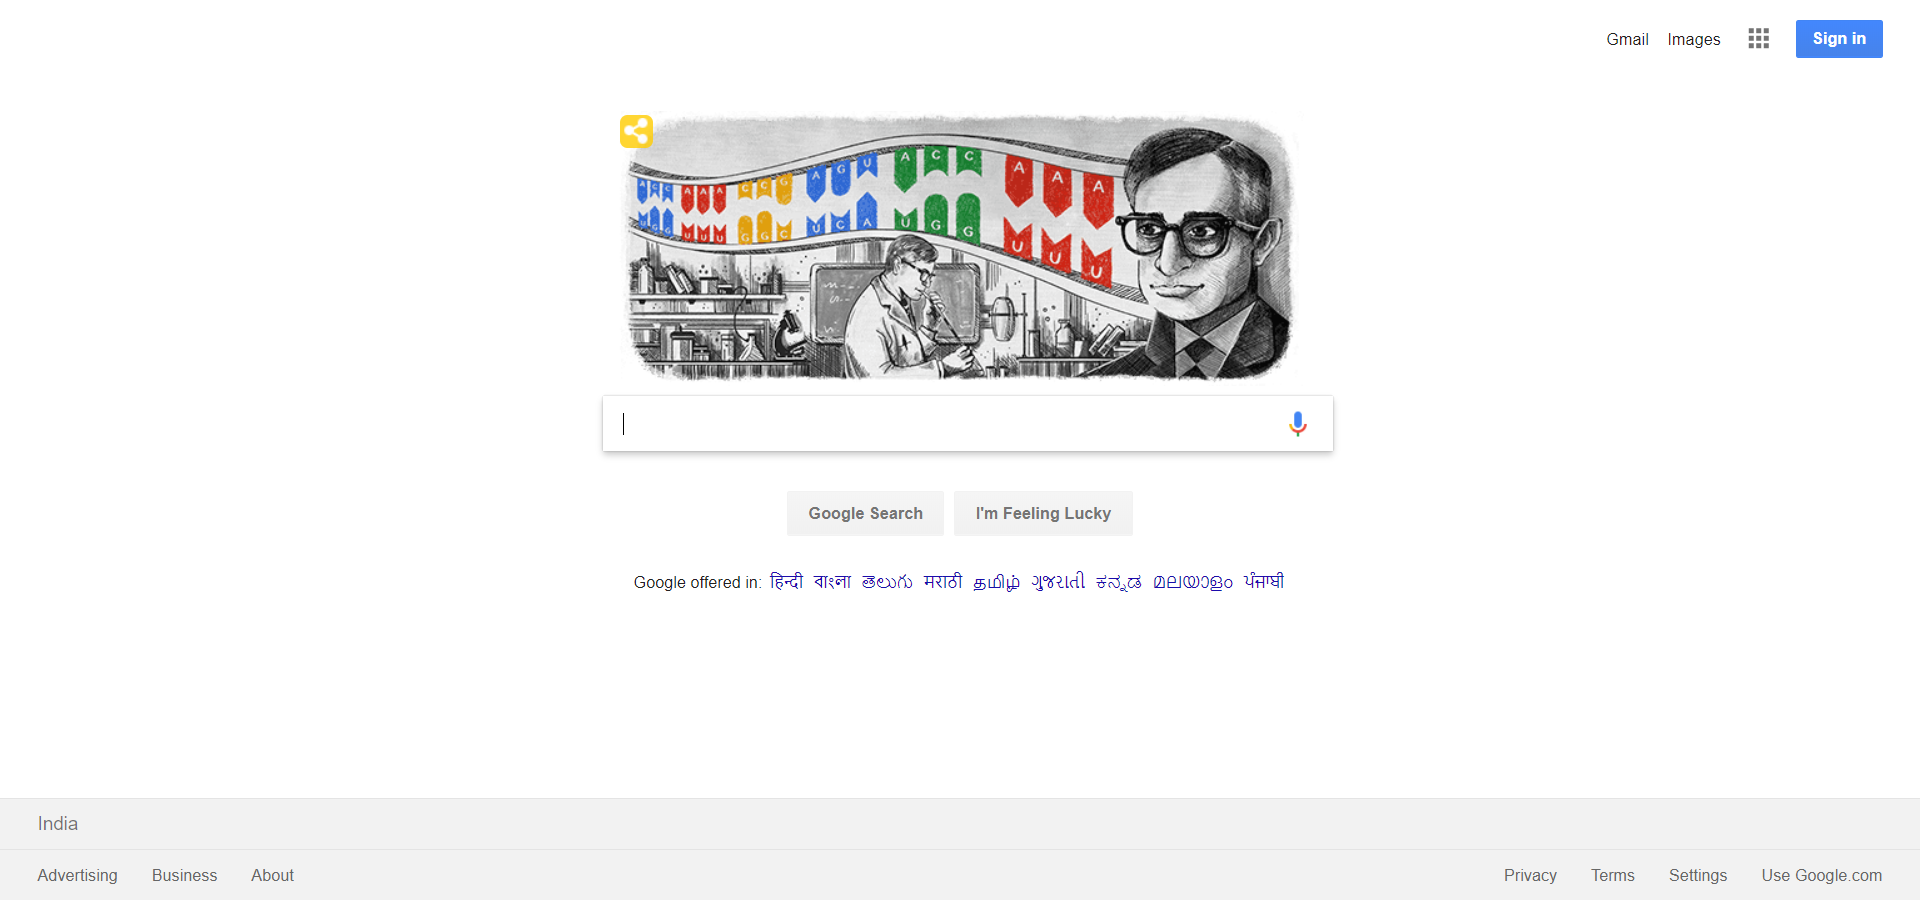 Gmail Images Sign in
A C C A A A G C G A G U A C C A A A
U G G U U U G G C U C A U G G U U U
Google Search I'm Feeling Lucky
Google offered in: हिन्दी বাংলা తెలుగు मराठी தமிழ் ગુજરાતી ಕನ್ನಡ മലയാളം ਪੰਜਾਬੀ
India
Advertising Business About Privacy Terms Settings Use Google.com